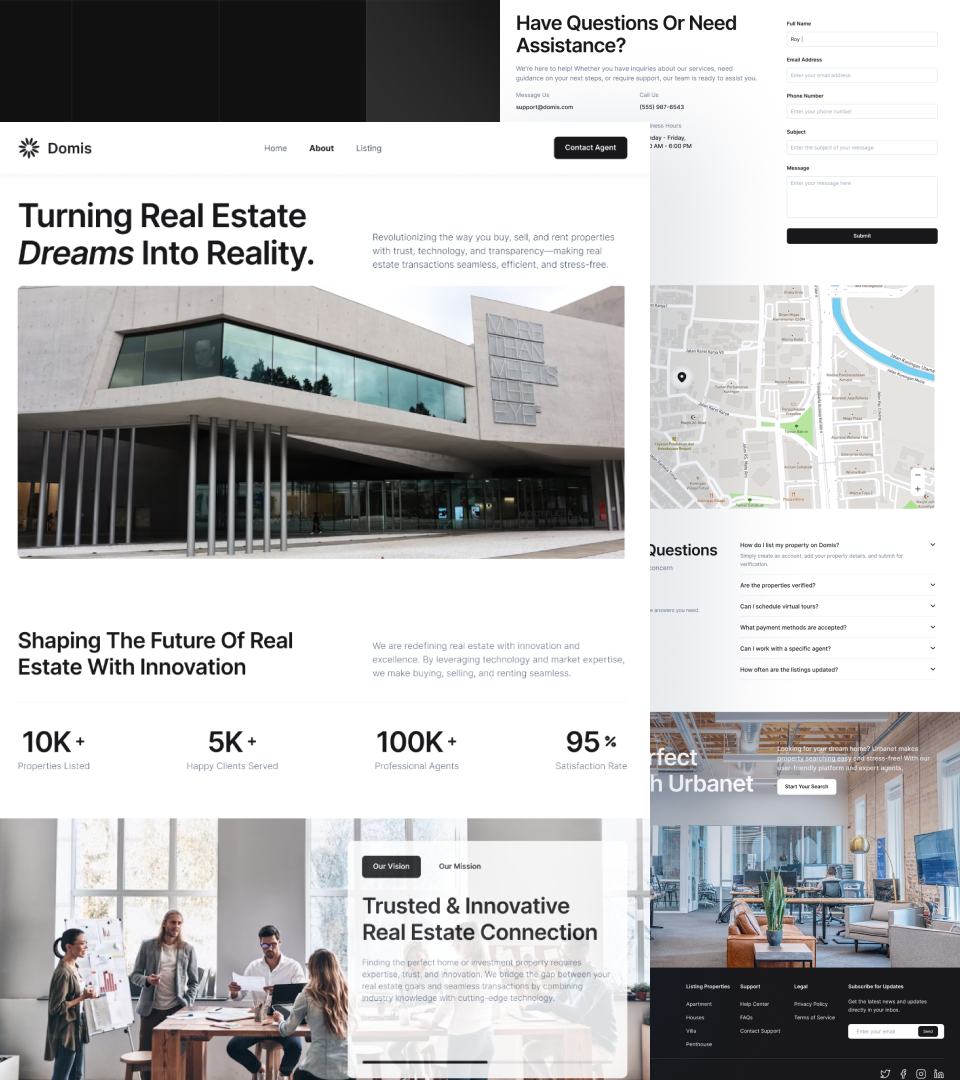 Have Questions Or Need
Assistance?
We're here to help! Whether you have inquiries about our services, need
guidance on your next steps, or require support, our team is ready to assist you.
Message Us
support@domis.com
Call Us
(555) 987-6543
iness Hours
nday - Friday,
0 AM - 6:00 PM
Full Name
Roy
Email Address
Enter your email address
Phone Number
Enter your phone number
Subject
Enter the subject of your message
Message
Enter your message here
Submit
Domis
Home
About
Listing
Contact Agent
Turning Real Estate
Dreams Into Reality.
Revolutionizing the way you buy, sell, and rent properties
with trust, technology, and transparency—making real
estate transactions seamless, efficient, and stress-free.
MORE
THAN
MEETS
THE
EYE
Shaping The Future Of Real
Estate With Innovation
We are redefining real estate with innovation and
excellence. By leveraging technology and market expertise,
we make buying, selling, and renting seamless.
10K +
Properties Listed
5K +
Happy Clients Served
100K +
Professional Agents
95 %
Satisfaction Rate
Our Vision
Our Mission
Trusted & Innovative
Real Estate Connection
Finding the perfect home or investment property requires
expertise, trust, and innovation. We bridge the gap between your
real estate goals and seamless transactions by combining
industry knowledge with cutting-edge technology.
Jalan Karet Karya VII
Jalan Karet Karya
Jalan Kuningan Utama
Jalan Kuningan Mulia
Questions
concern
e answers you need.
How do I list my property on Domis?
Simply create an account, add your property details, and submit for
verification.
Are the properties verified?
Can I schedule virtual tours?
What payment methods are accepted?
Can I work with a specific agent?
How often are the listings updated?
rfect
h Urbanet
Looking for your dream home? Urbanet makes
property searching easy and stress-free! With our
user-friendly platform and expert agents,
Start Your Search
Listing Properties
Apartment
Houses
Villa
Penthouse
Support
Help Center
FAQs
Contact Support
Legal
Privacy Policy
Terms of Service
Subscribe for Updates
Get the latest news and updates
directly in your inbox.
Enter your email
Send